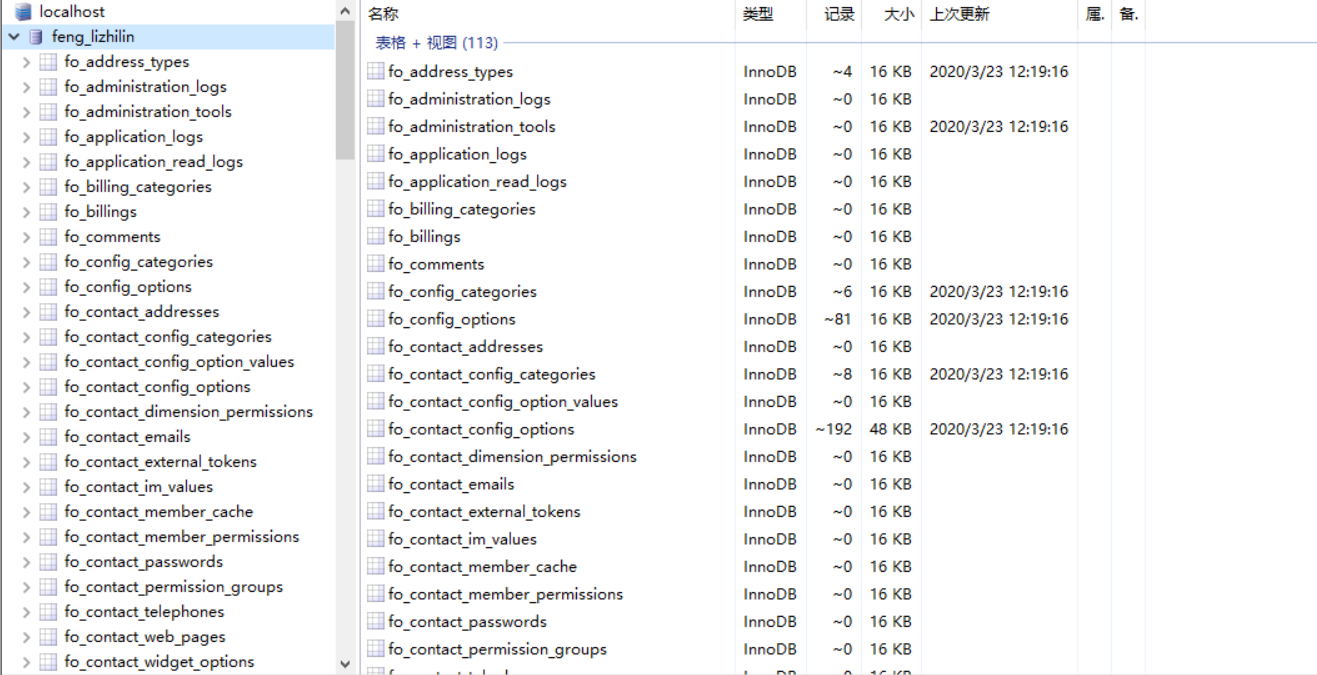 localhost
feng_lizhilin
fo_address_types
fo_administration_logs
fo_administration_tools
fo_application_logs
fo_application_read_logs
fo_billing_categories
fo_billings
fo_comments
fo_config_categories
fo_config_options
fo_contact_addresses
fo_contact_config_categories
fo_contact_config_option_values
fo_contact_config_options
fo_contact_dimension_permissions
fo_contact_emails
fo_contact_external_tokens
fo_contact_im_values
fo_contact_member_cache
fo_contact_member_permissions
fo_contact_passwords
fo_contact_permission_groups
fo_contact_telephones
fo_contact_web_pages
fo_contact_widget_options
名称 类型 记录 大小 上次更新 属. 备.
表格 + 视图 (113)
fo_address_types InnoDB ~4 16 KB 2020/3/23 12:19:16
fo_administration_logs InnoDB ~0 16 KB
fo_administration_tools InnoDB ~0 16 KB 2020/3/23 12:19:16
fo_application_logs InnoDB ~0 16 KB
fo_application_read_logs InnoDB ~0 16 KB
fo_billing_categories InnoDB ~0 16 KB
fo_billings InnoDB ~0 16 KB
fo_comments InnoDB ~0 16 KB
fo_config_categories InnoDB ~6 16 KB 2020/3/23 12:19:16
fo_config_options InnoDB ~81 16 KB 2020/3/23 12:19:16
fo_contact_addresses InnoDB ~0 16 KB
fo_contact_config_categories InnoDB ~8 16 KB 2020/3/23 12:19:16
fo_contact_config_option_values InnoDB ~0 16 KB
fo_contact_config_options InnoDB ~192 48 KB 2020/3/23 12:19:16
fo_contact_dimension_permissions InnoDB ~0 16 KB
fo_contact_emails InnoDB ~0 16 KB
fo_contact_external_tokens InnoDB ~0 16 KB
fo_contact_im_values InnoDB ~0 16 KB
fo_contact_member_cache InnoDB ~0 16 KB
fo_contact_member_permissions InnoDB ~0 16 KB
fo_contact_passwords InnoDB ~0 16 KB
fo_contact_permission_groups InnoDB ~0 16 KB